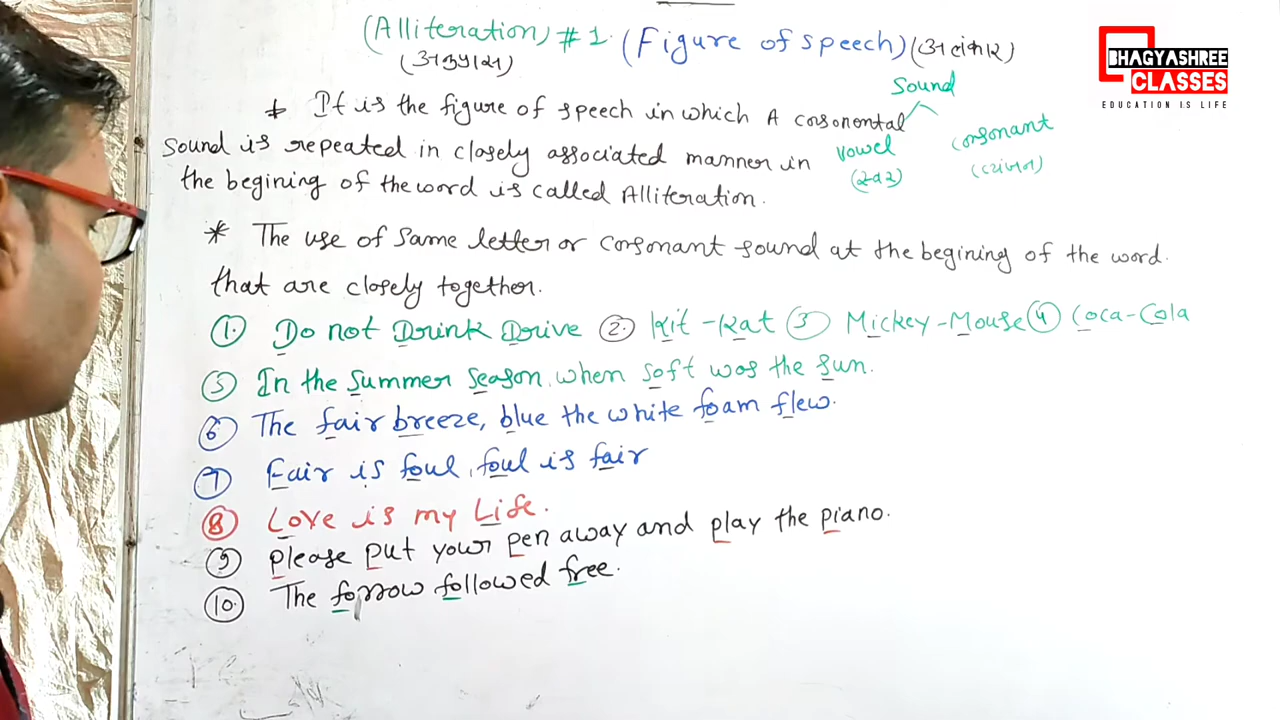 (Alliteration) #1. (Figure of speech) (अलंकार)
(अनुप्रास)
BHAGYASHREE
CLASSES
EDUCATION IS LIFE
Sound
vowel
(स्वर)
consonant
(व्यंजन)
It is the figure of speech in which A consonental
sound is repeated in closely associated manner in
the begining of the word is called Alliteration.
* The use of same letter or consonant sound at the begining of the word.
that are closely together.
① Do not Drink Drive ② Kit-Kat ③ Mickey-Mouse ④ Coca-Cola
⑤ In the summer season, when soft was the sun.
⑥ The fair breeze, blue the white foam flew.
⑦ Fair is foul, foul is fair
⑧ Love is my Life.
⑨ please put your pen away and play the piano.
⑩ The forrow followed free.